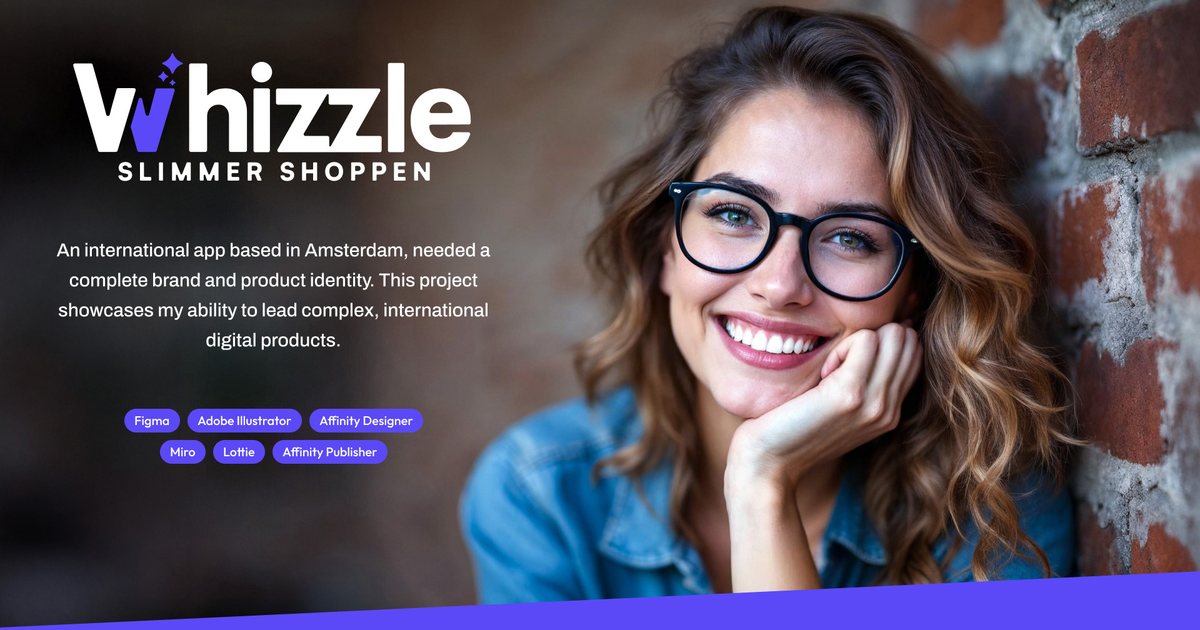 Whizzle
SLIMMER SHOPPEN
An international app based in Amsterdam, needed a
complete brand and product identity. This project
showcases my ability to lead complex, international
digital products.
Figma Adobe Illustrator Affinity Designer
Miro Lottie Affinity Publisher